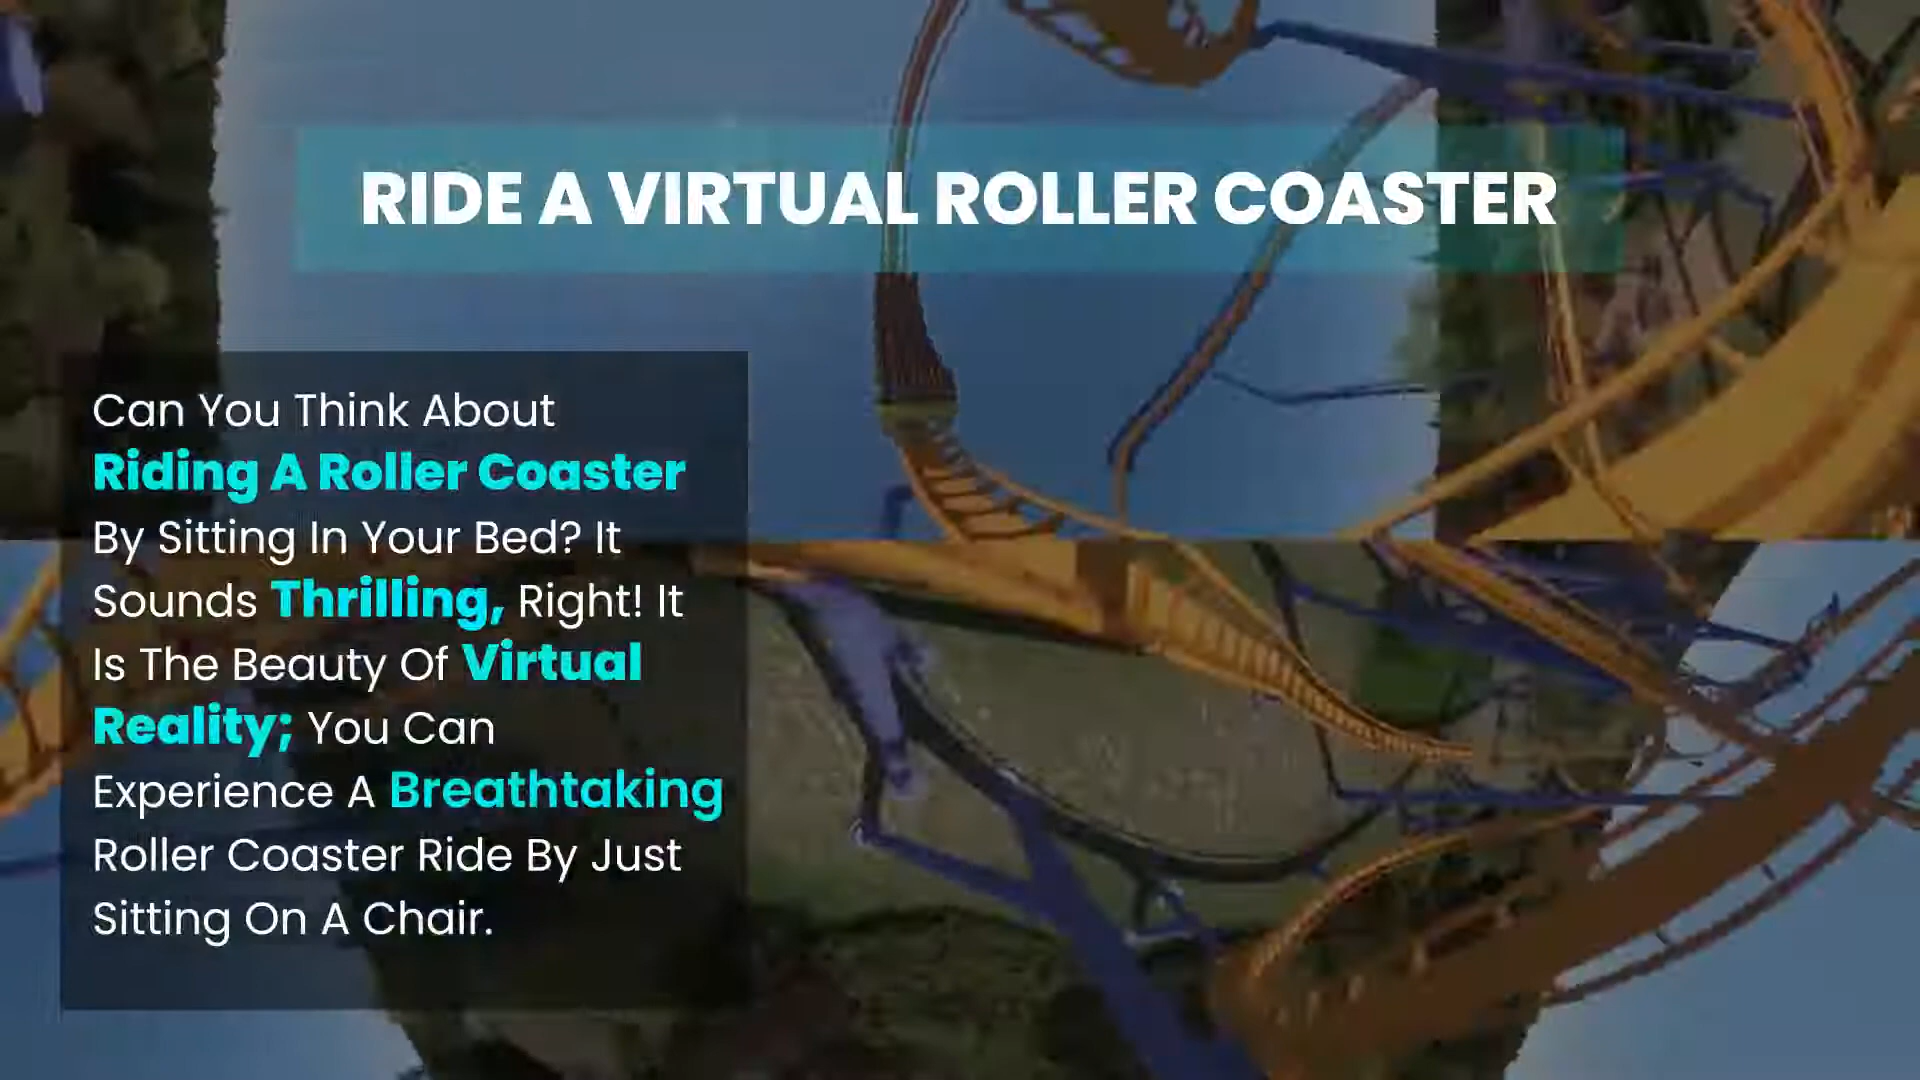 RIDE A VIRTUAL ROLLER COASTER
Can You Think About
Riding A Roller Coaster
By Sitting In Your Bed? It
Sounds Thrilling, Right! It
Is The Beauty Of Virtual
Reality; You Can
Experience A Breathtaking
Roller Coaster Ride By Just
Sitting On A Chair.